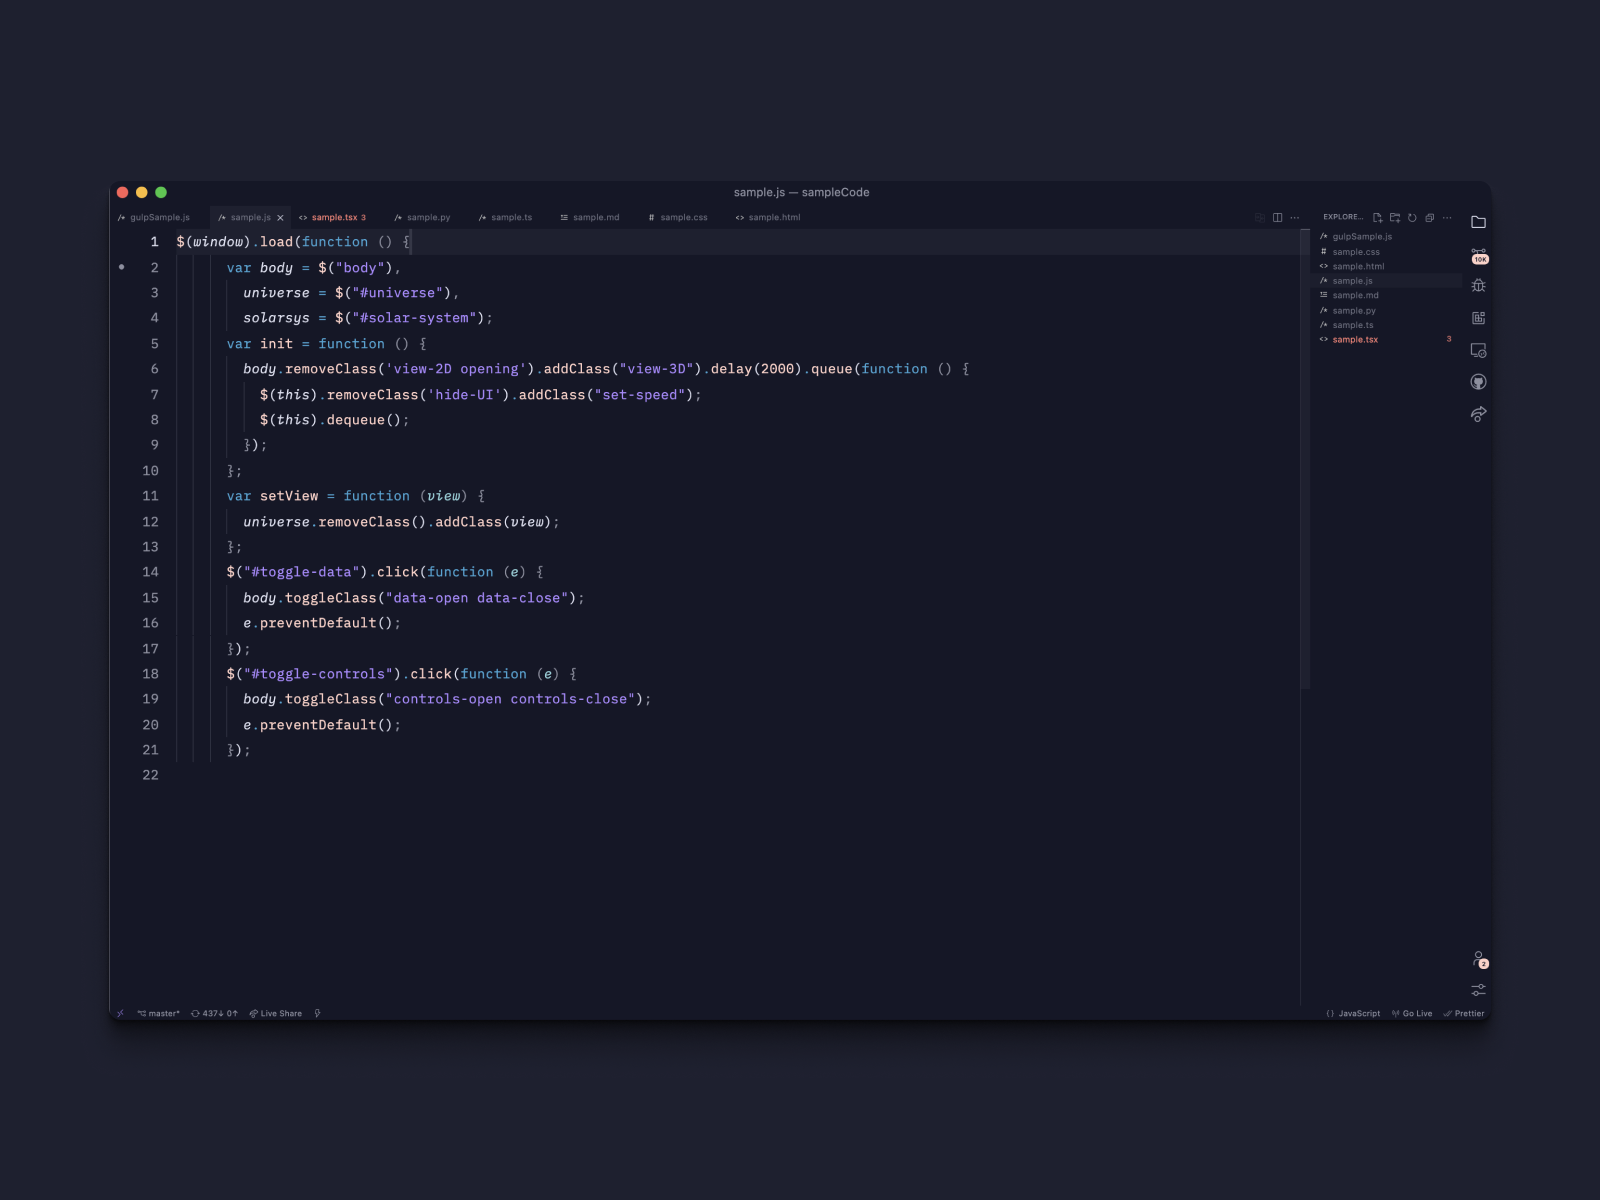 sample.js — sampleCode
gulpSample.js sample.js sample.tsx 3 sample.py sample.ts sample.md # sample.css <> sample.html
EXPLORE...
1 $(window).load(function () {
2 var body = $("body"),
3 universe = $("#universe"),
4 solarsys = $("#solar-system");
5 var init = function () {
6 body.removeClass('view-2D opening').addClass("view-3D").delay(2000).queue(function () {
7 $(this).removeClass('hide-UI').addClass("set-speed");
8 $(this).dequeue();
9 });
10 };
11 var setView = function (view) {
12 universe.removeClass().addClass(view);
13 };
14 $("#toggle-data").click(function (e) {
15 body.toggleClass("data-open data-close");
16 e.preventDefault();
17 });
18 $("#toggle-controls").click(function (e) {
19 body.toggleClass("controls-open controls-close");
20 e.preventDefault();
21 });
22
gulpSample.js
# sample.css
<> sample.html
sample.js
sample.md
sample.py
sample.ts
<> sample.tsx 3
10K
2
master* 437↓ 0↑ Live Share
JavaScript Go Live Prettier